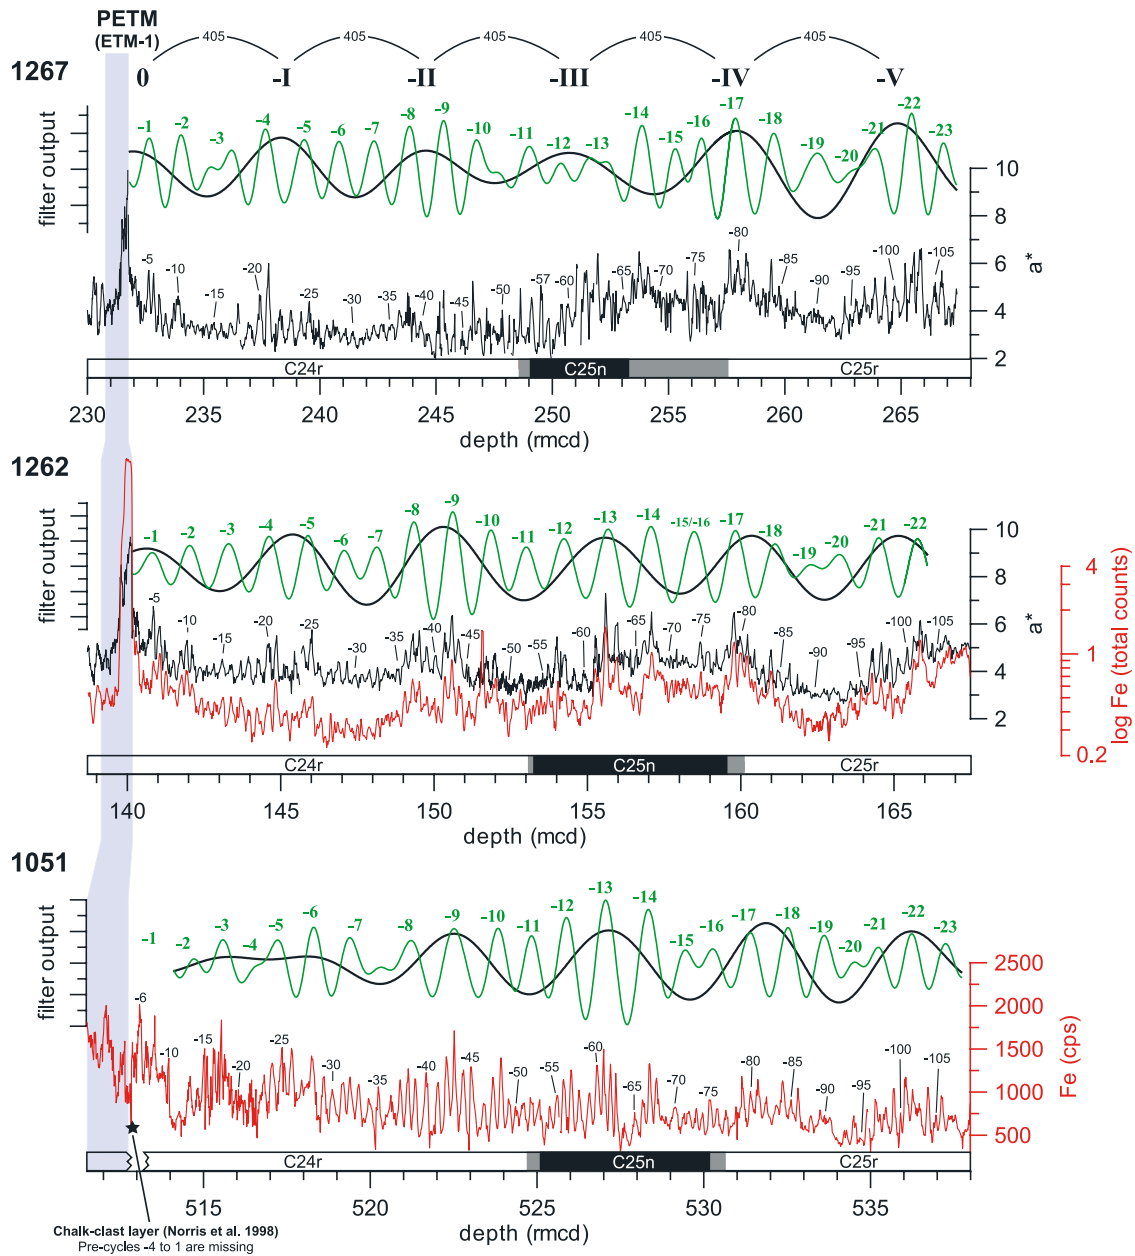 PETM
(ETM-1)
405 405 405 405 405
1267
0 -I -II -III -IV -V
filter output
-1 -2 -3 -4 -5 -6 -7 -8 -9 -10 -11 -12 -13 -14 -15 -16 -17 -18 -19 -20 -21 -22 -23
10
8
6
4
2
a*
-5 -10 -15 -20 -25 -30 -35 -40 -45 -50 -57 -60 -65 -70 -75 -80 -85 -90 -95 -100 -105
C24r C25n C25r
230 235 240 245 250 255 260 265
depth (rmcd)
1262
filter output
-1 -2 -3 -4 -5 -6 -7 -8 -9 -10 -11 -12 -13 -14 -15/-16 -17 -18 -19 -20 -21 -22
10
8
6
4
2
a*
4
1
0.2
log Fe (total counts)
-5 -10 -15 -20 -25 -30 -35 -40 -45 -50 -55 -60 -65 -70 -75 -80 -85 -90 -95 -100 -105
C24r C25n C25r
140 145 150 155 160 165
depth (mcd)
1051
filter output
-1 -2 -3 -4 -5 -6 -7 -8 -9 -10 -11 -12 -13 -14 -15 -16 -17 -18 -19 -20 -21 -22 -23
2500
2000
1500
1000
500
Fe (cps)
-6 -10 -15 -20 -25 -30 -35 -40 -45 -50 -55 -60 -65 -70 -75 -80 -85 -90 -95 -100 -105
C24r C25n C25r
515 520 525 530 535
depth (rmcd)
Chalk-clast layer (Norris et al. 1998)
Pre-cycles -4 to 1 are missing